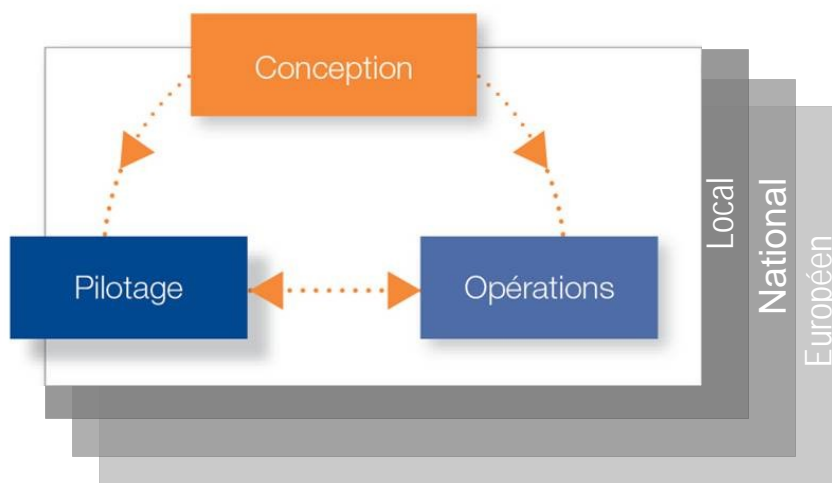 Conception
Pilotage
Opérations
Local
National
Européen